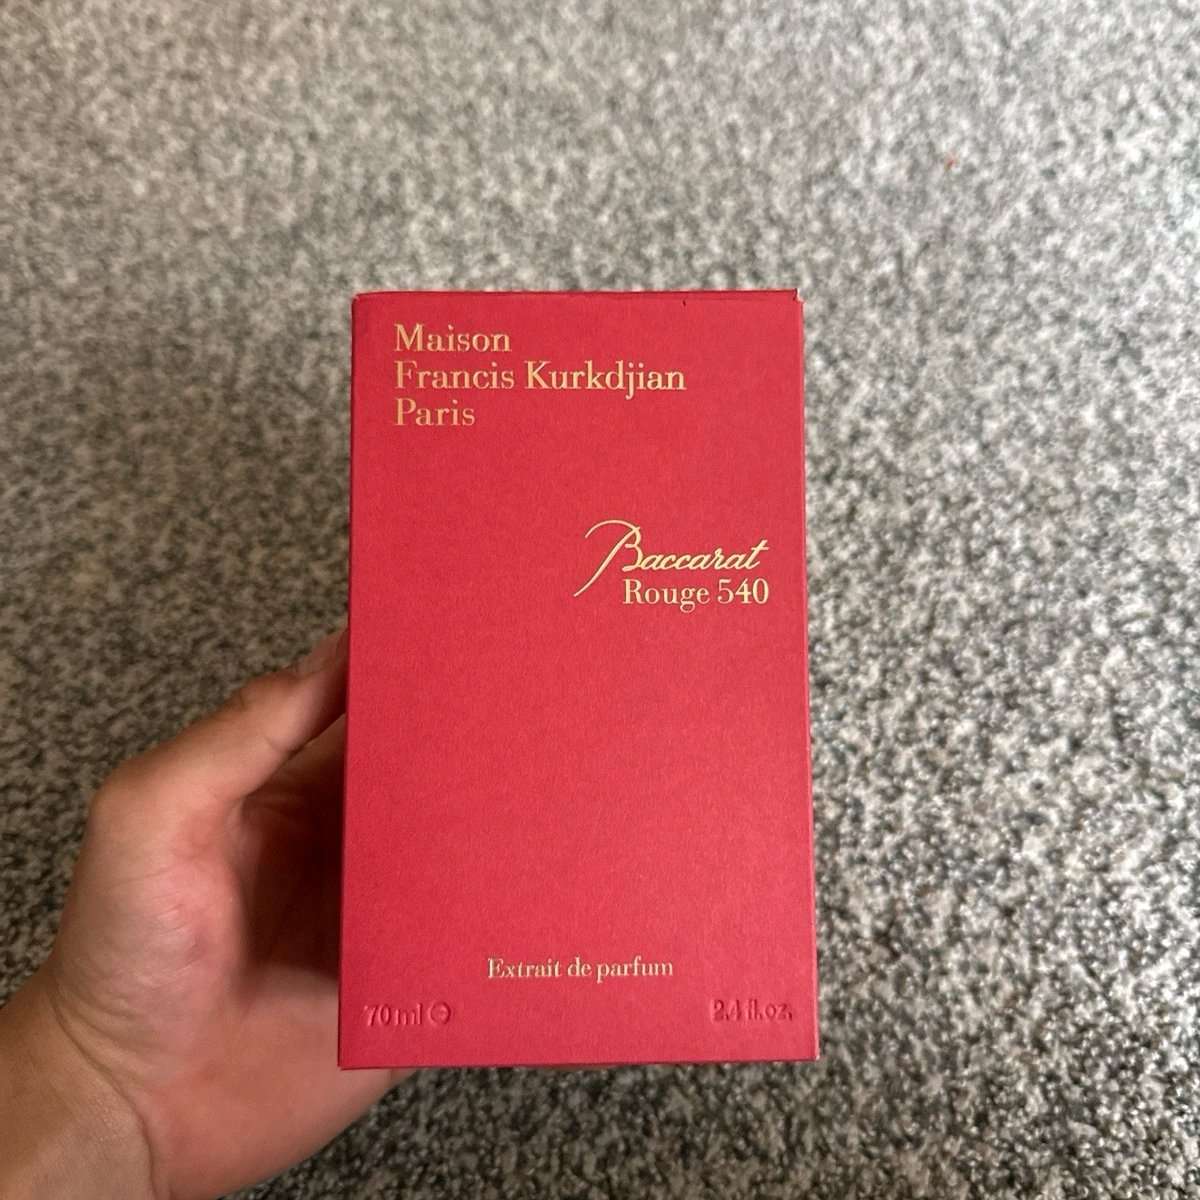 Maison
Francis Kurkdjian
Paris
Baccarat
Rouge 540
Extrait de parfum
70 ml ℮ 2.4 fl.oz.